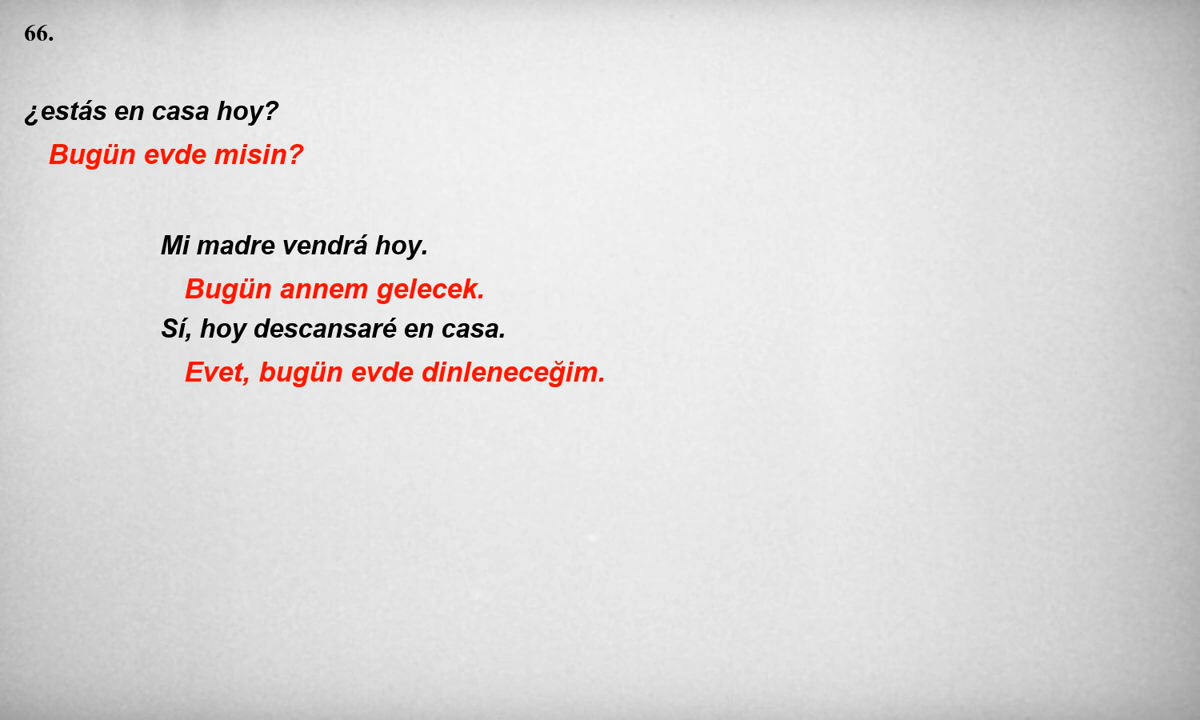 66.
¿estás en casa hoy?
Bugün evde misin?
Mi madre vendrá hoy.
Bugün annem gelecek.
Sí, hoy descansaré en casa.
Evet, bugün evde dinleneceğim.